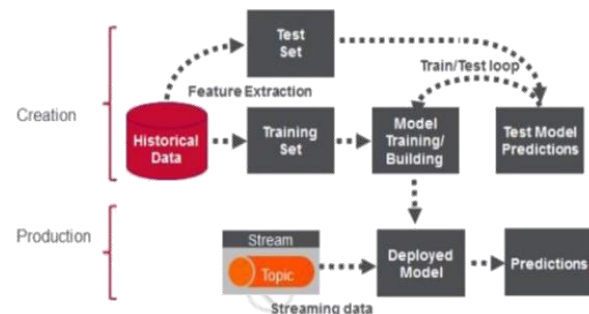 Test
Set
Train/Test loop
Feature Extraction
Creation
Historical
Data
Training
Set
Model
Training/
Building
Test Model
Predictions
Production
Stream
Topic
Deployed
Model
Predictions
Streaming data